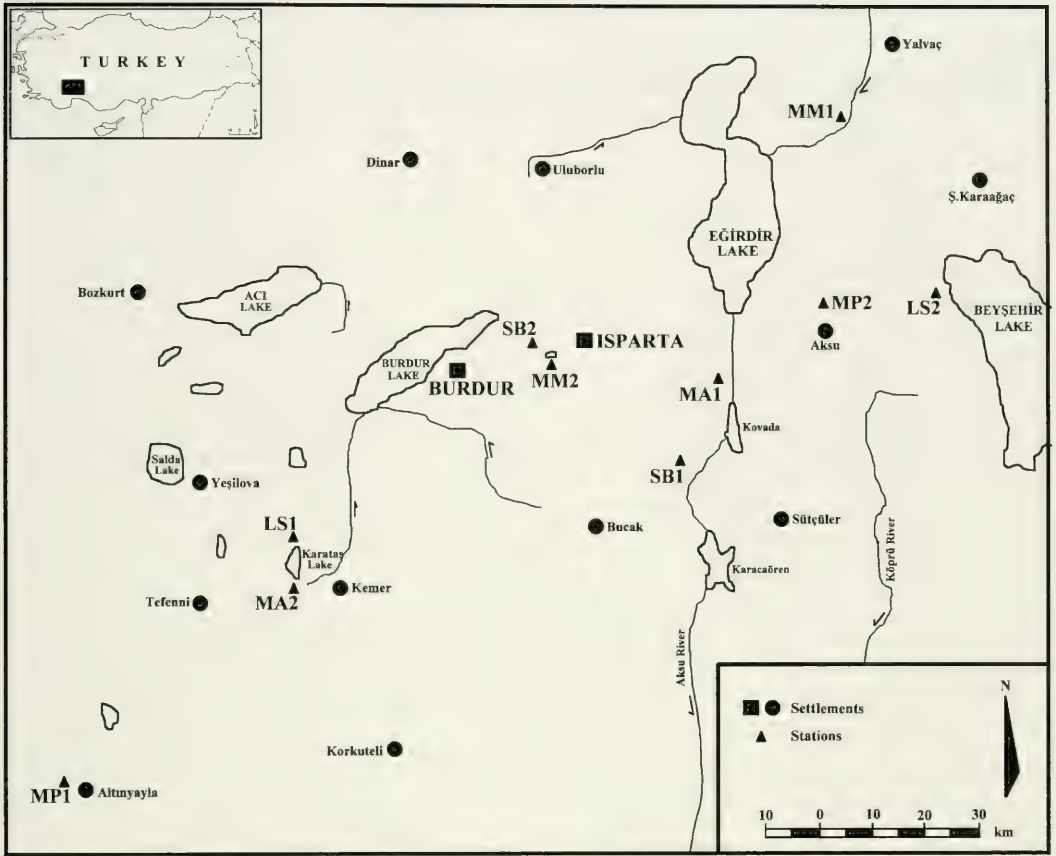 TURKEY
Yalvaç
MM1
Dinar
Uluborlu
Ş.Karaağaç
EĞİRDİR
LAKE
Bozkurt
ACI
LAKE
MP2
LS2
BEYŞEHİR
LAKE
Aksu
SB2
ISPARTA
BURDUR
LAKE
BURDUR
MM2
MA1
Kovada
Salda
Lake
Yeşilova
SB1
Bucak
Sütçüler
Köprü River
LS1
Karataş
Lake
Karacaören
MA2
Kemer
Tefenni
Aksu River
Korkuteli
MP1
Altınyayla
N
Settlements
Stations
10 0 10 20 30
km